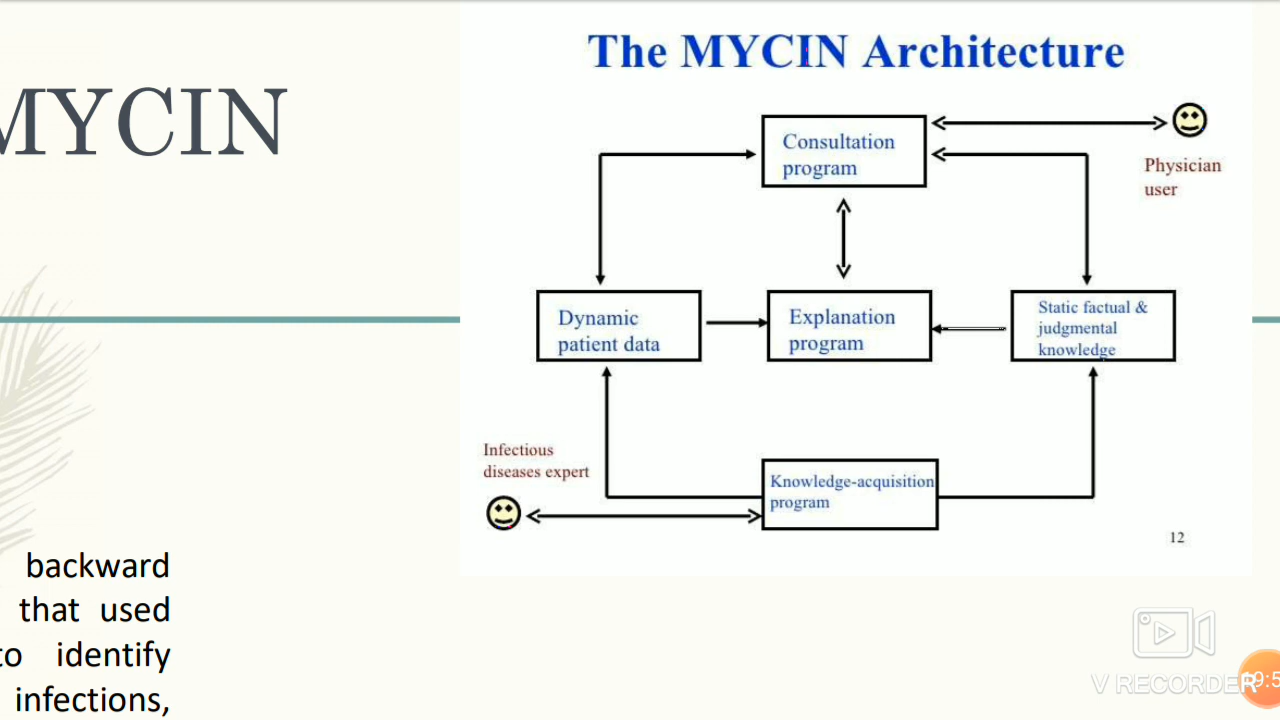 The MYCIN Architecture
MYCIN
Consultation
program
Physician
user
Dynamic
patient data
Explanation
program
Static factual &
judgmental
knowledge
Infectious
diseases expert
Knowledge-acquisition
program
12
backward
that used
to identify
infections,
V RECORDER